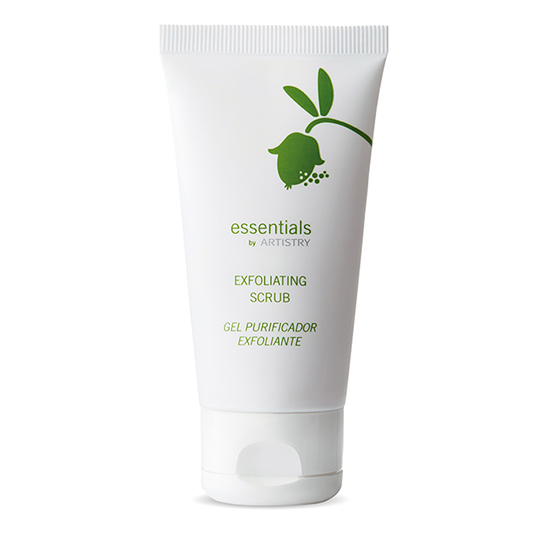 essentials
by ARTISTRY
EXFOLIATING
SCRUB
GEL PURIFICADOR
EXFOLIANTE